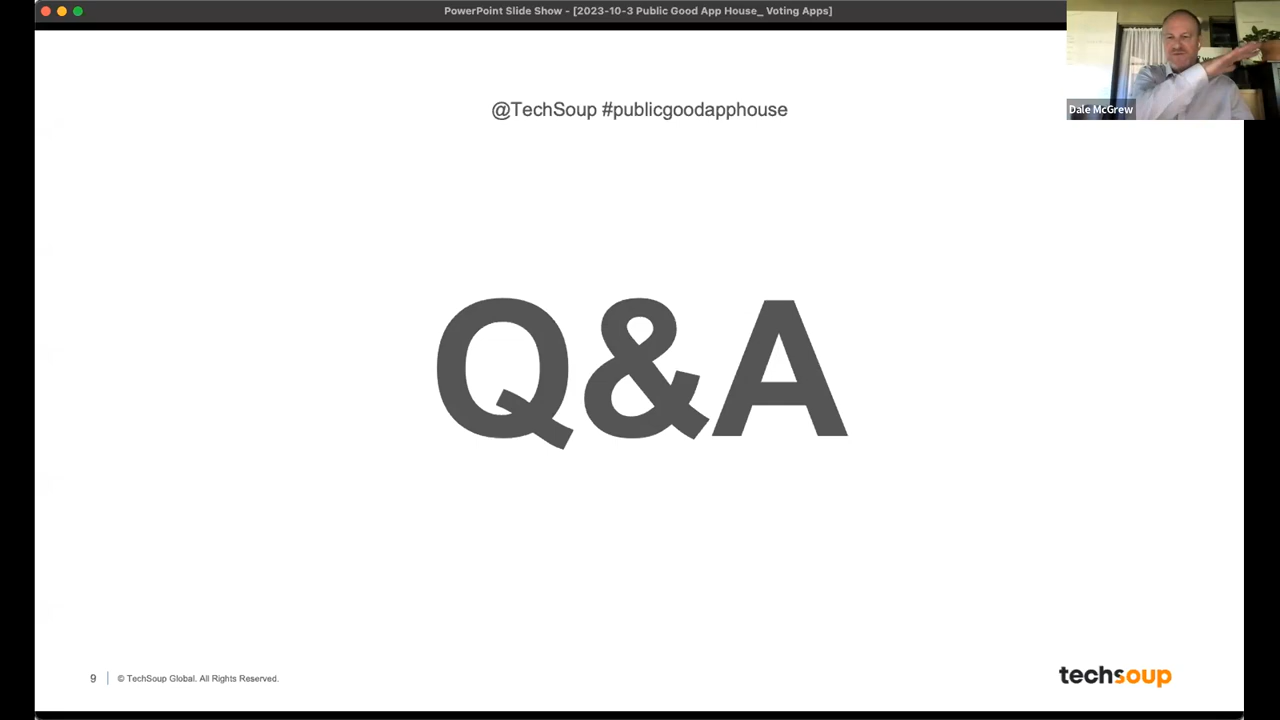 PowerPoint Slide Show - [2023-10-3 Public Good App House_ Voting Apps]
Dale McGrew
@TechSoup #publicgoodapphouse
Q&A
9
© TechSoup Global. All Rights Reserved.
techsoup